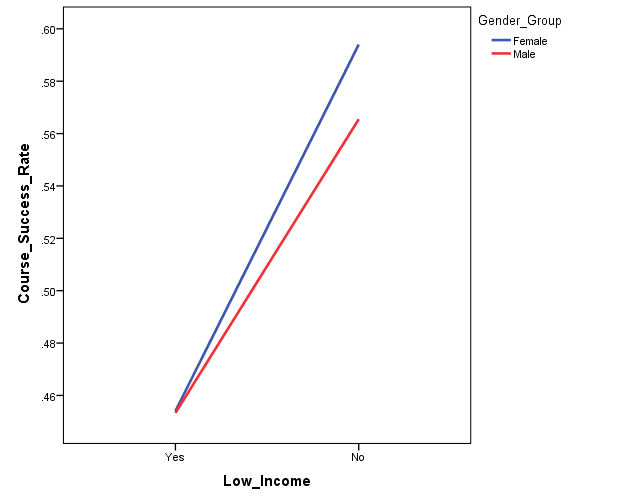 Gender_Group
Female
Male
Course_Success_Rate
.60
.58
.56
.54
.52
.50
.48
.46
Yes
No
Low_Income